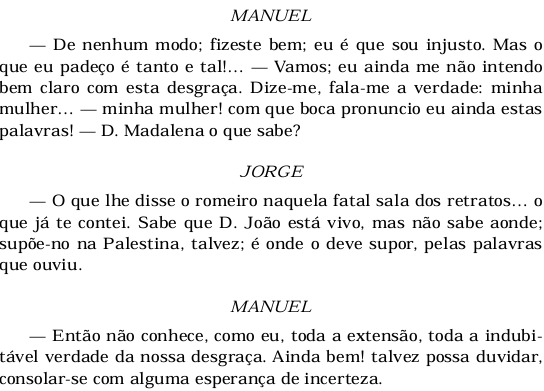 MANUEL
— De nenhum modo; fizeste bem; eu é que sou injusto. Mas o
que eu padeço é tanto e tal!... — Vamos; eu ainda me não intendo
bem claro com esta desgraça. Dize-me, fala-me a verdade: minha
mulher... — minha mulher! com que boca pronuncio eu ainda estas
palavras! — D. Madalena o que sabe?
JORGE
— O que lhe disse o romeiro naquela fatal sala dos retratos... o
que já te contei. Sabe que D. João está vivo, mas não sabe aonde;
supõe-no na Palestina, talvez; é onde o deve supor, pelas palavras
que ouviu.
MANUEL
— Então não conhece, como eu, toda a extensão, toda a indubi-
tável verdade da nossa desgraça. Ainda bem! talvez possa duvidar,
consolar-se com alguma esperança de incerteza.